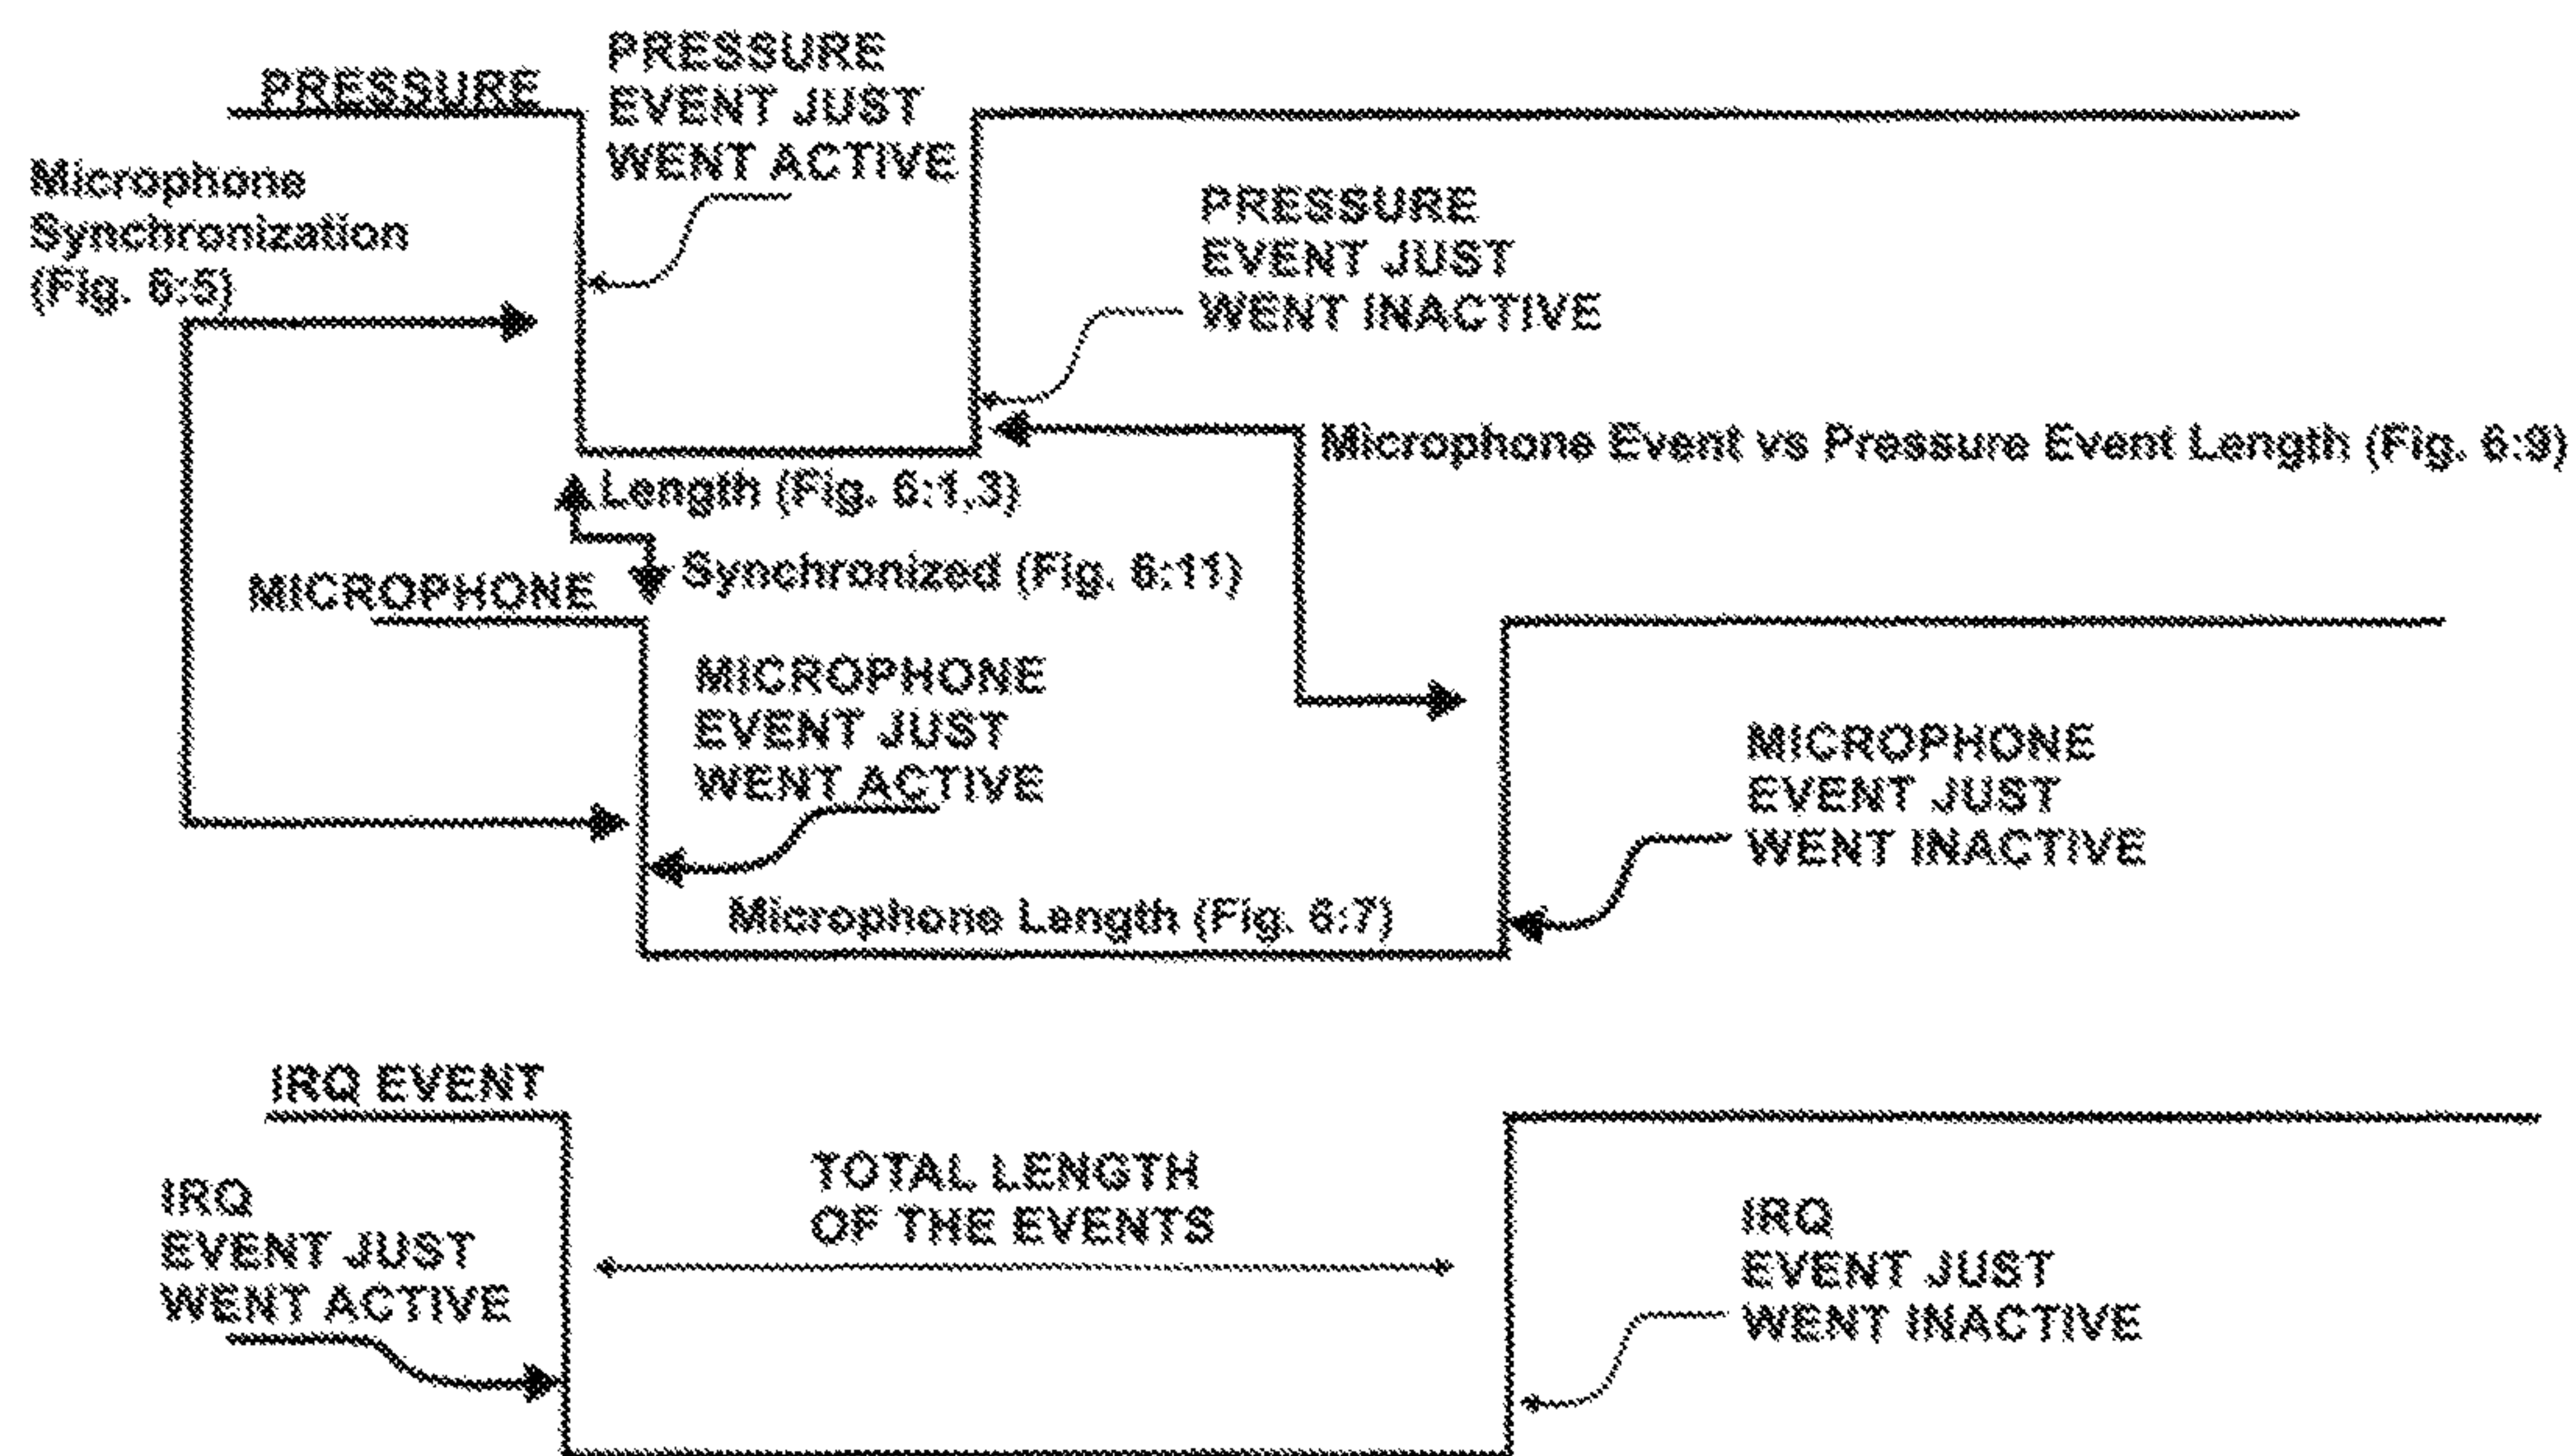 PRESSURE
PRESSURE
EVENT JUST
WENT ACTIVE
Microphone
Synchronization
(Fig. 6:5)
PRESSURE
EVENT JUST
WENT INACTIVE
Microphone Event vs Pressure Event Length (Fig. 6:9)
Length (Fig. 6:1,3)
Synchronized (Fig. 6:11)
MICROPHONE
MICROPHONE
EVENT JUST
WENT ACTIVE
MICROPHONE
EVENT JUST
WENT INACTIVE
Microphone Length (Fig. 6:7)
IRQ EVENT
TOTAL LENGTH
OF THE EVENTS
IRQ
EVENT JUST
WENT ACTIVE
IRQ
EVENT JUST
WENT INACTIVE